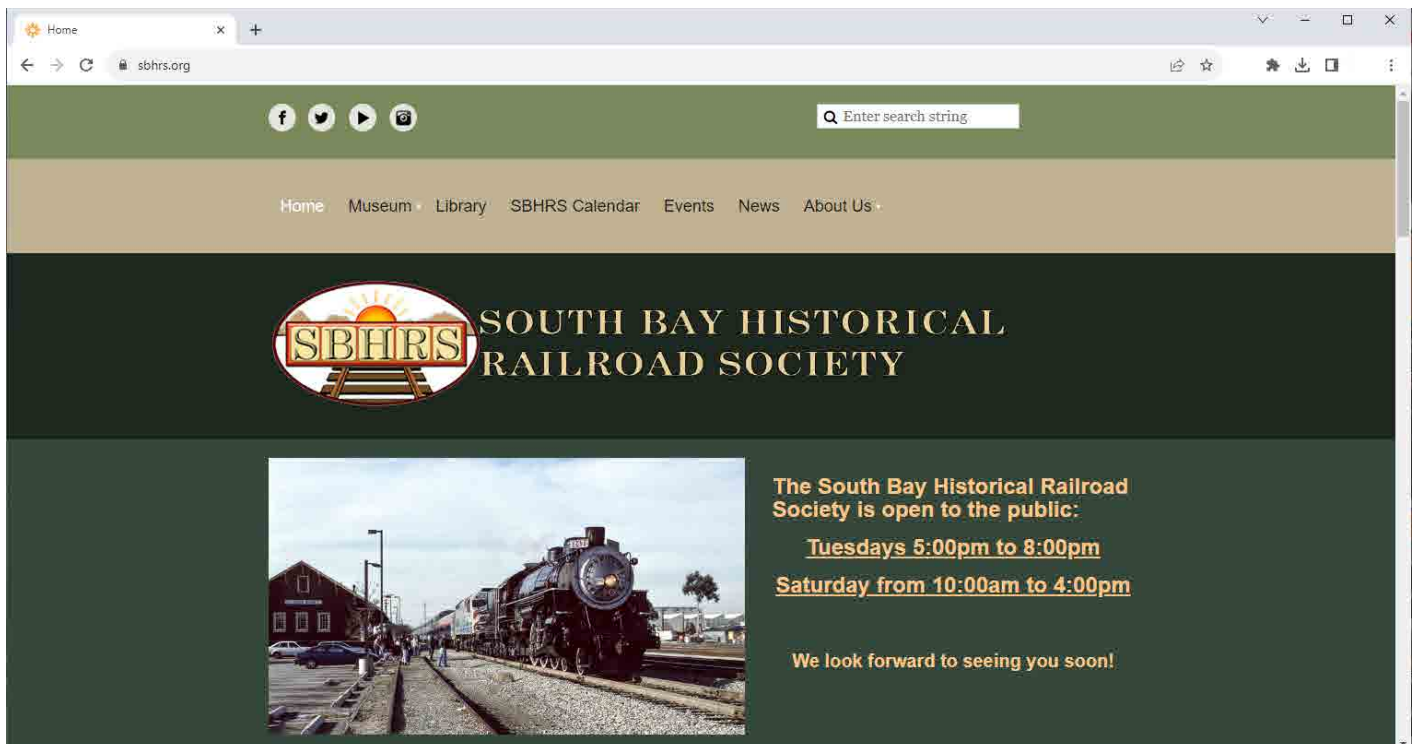 Home
sbhrs.org
Enter search string
Home Museum Library SBHRS Calendar Events News About Us
SBHRS
SOUTH BAY HISTORICAL
RAILROAD SOCIETY
The South Bay Historical Railroad
Society is open to the public:
Tuesdays 5:00pm to 8:00pm
Saturday from 10:00am to 4:00pm
We look forward to seeing you soon!